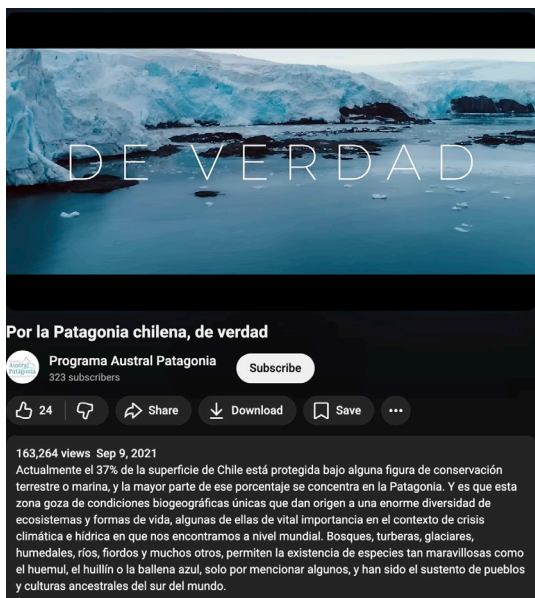 DE VERDAD
Por la Patagonia chilena, de verdad
Austral
Patagonia
Programa Austral Patagonia
323 subscribers
Subscribe
24
Share
Download
Save
163,264 views Sep 9, 2021
Actualmente el 37% de la superficie de Chile está protegida bajo alguna figura de conservación
terrestre o marina, y la mayor parte de ese porcentaje se concentra en la Patagonia. Y es que esta
zona goza de condiciones biogeográficas únicas que dan origen a una enorme diversidad de
ecosistemas y formas de vida, algunas de ellas de vital importancia en el contexto de crisis
climática e hídrica en que nos encontramos a nivel mundial. Bosques, turberas, glaciares,
humedales, ríos, fiordos y muchos otros, permiten la existencia de especies tan maravillosas como
el huemul, el huillín o la ballena azul, solo por mencionar algunos, y han sido el sustento de pueblos
y culturas ancestrales del sur del mundo.